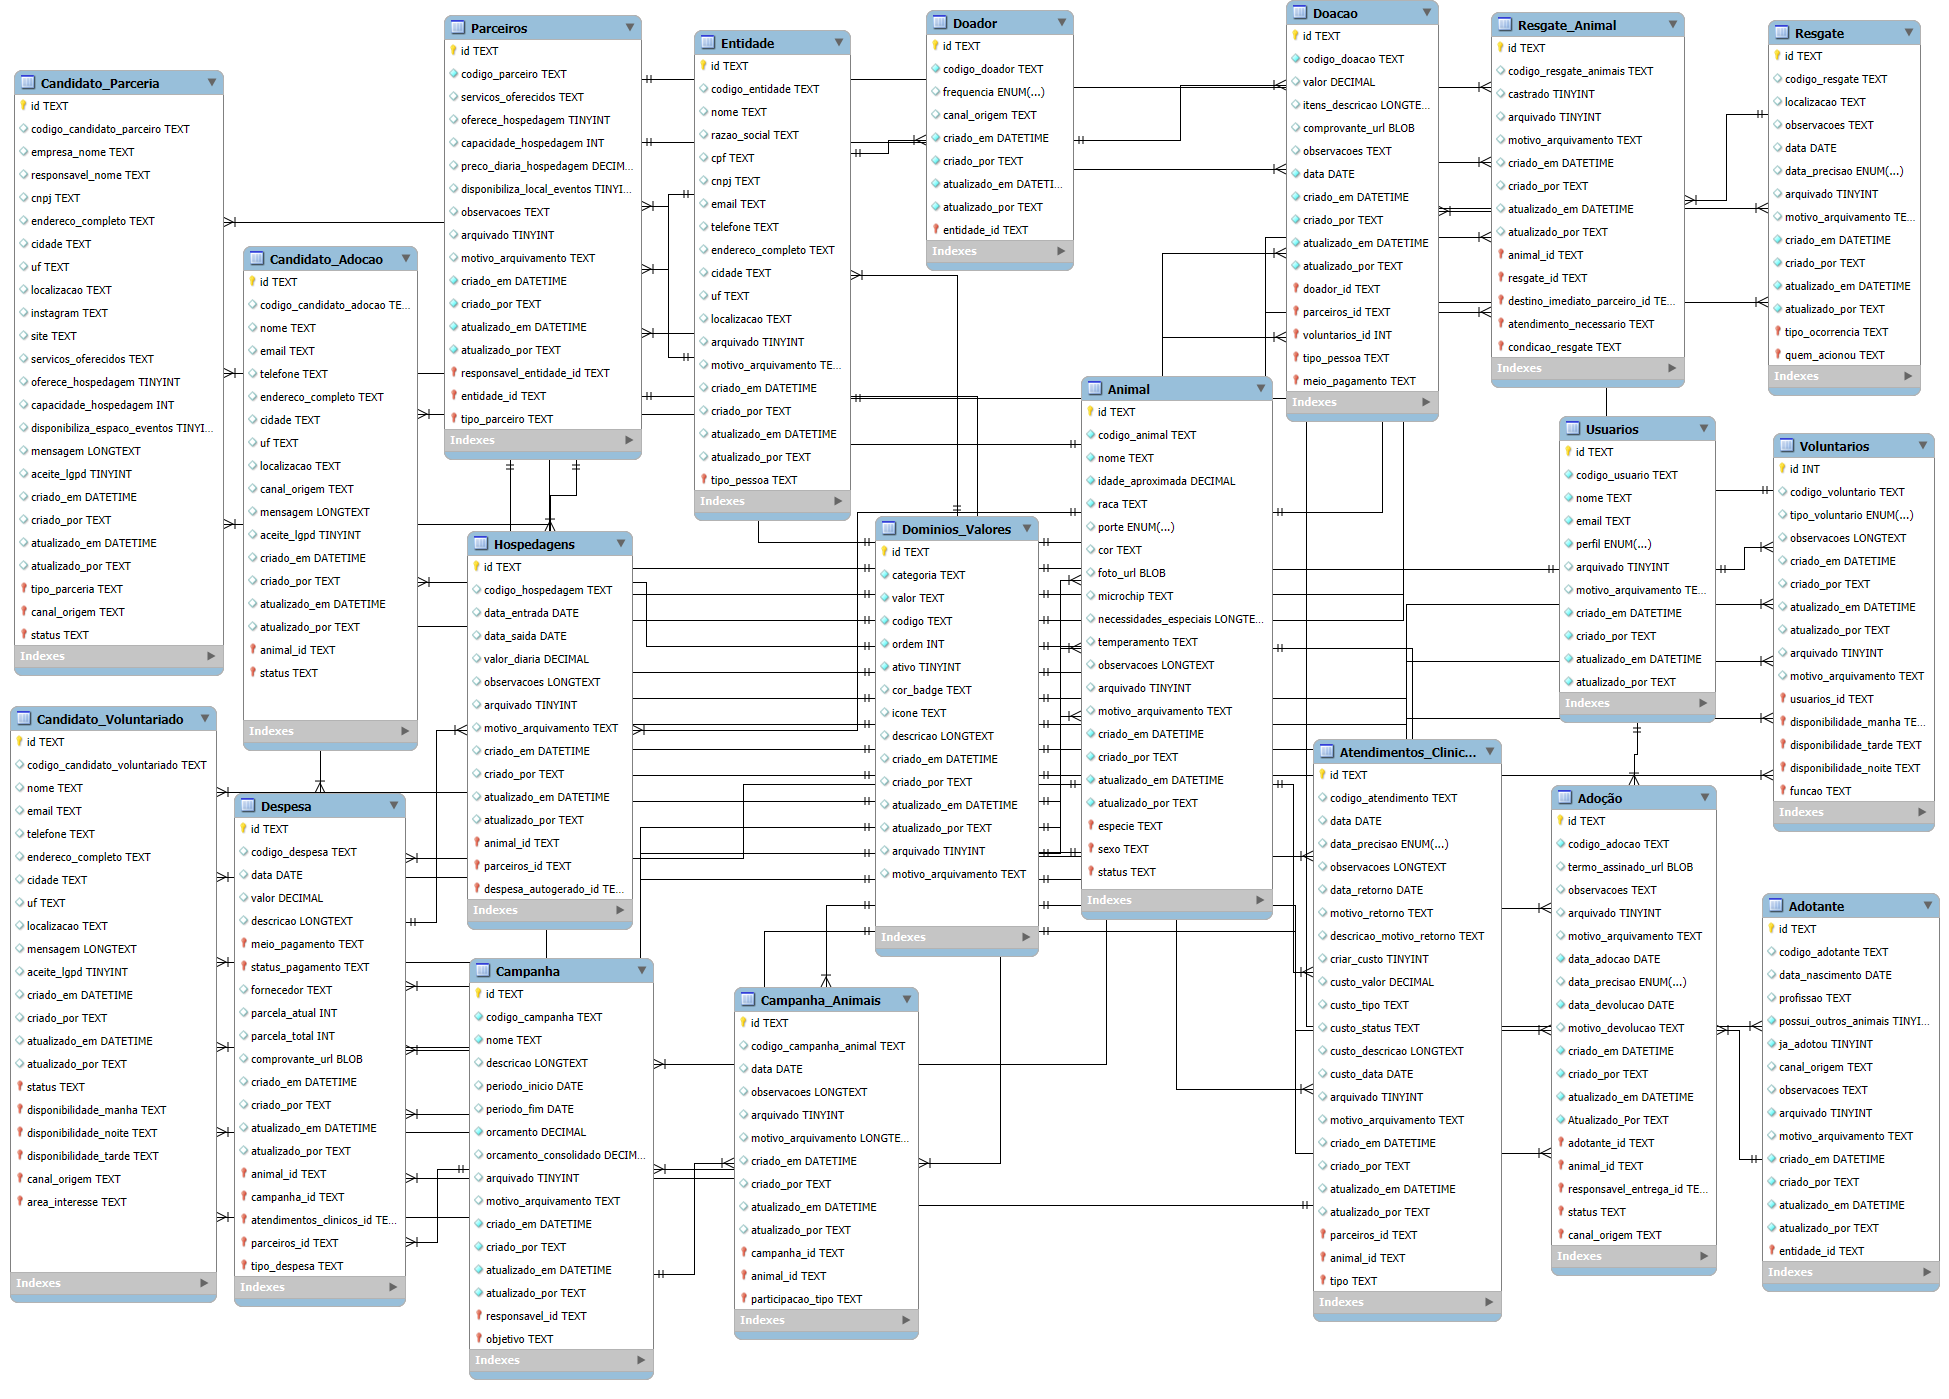 Candidato_Parceria
id TEXT
codigo_candidato_parceiro TEXT
empresa_nome TEXT
responsavel_nome TEXT
cnpj TEXT
endereco_completo TEXT
cidade TEXT
uf TEXT
localizacao TEXT
instagram TEXT
site TEXT
servicos_oferecidos TEXT
oferece_hospedagem TINYINT
capacidade_hospedagem INT
disponibiliza_espaco_eventos TINYI...
mensagem LONGTEXT
aceite_lgpd TINYINT
criado_em DATETIME
criado_por TEXT
atualizado_em DATETIME
atualizado_por TEXT
tipo_parceria TEXT
canal_origem TEXT
status TEXT
Indexes
Candidato_Adocao
id TEXT
codigo_candidato_adocao TE...
nome TEXT
email TEXT
telefone TEXT
endereco_completo TEXT
cidade TEXT
uf TEXT
localizacao TEXT
canal_origem TEXT
mensagem LONGTEXT
aceite_lgpd TINYINT
criado_em DATETIME
criado_por TEXT
atualizado_em DATETIME
atualizado_por TEXT
animal_id TEXT
status TEXT
Indexes
Parceiros
id TEXT
codigo_parceiro TEXT
servicos_oferecidos TEXT
oferece_hospedagem TINYINT
capacidade_hospedagem INT
preco_diaria_hospedagem DECIM...
disponibiliza_local_eventos TINYI...
observacoes TEXT
arquivado TINYINT
motivo_arquivamento TEXT
criado_em DATETIME
criado_por TEXT
atualizado_em DATETIME
atualizado_por TEXT
responsavel_entidade_id TEXT
entidade_id TEXT
tipo_parceiro TEXT
Indexes
Entidade
id TEXT
codigo_entidade TEXT
nome TEXT
razao_social TEXT
cpf TEXT
cnpj TEXT
email TEXT
telefone TEXT
endereco_completo TEXT
cidade TEXT
uf TEXT
localizacao TEXT
arquivado TINYINT
motivo_arquivamento TE...
criado_em DATETIME
criado_por TEXT
atualizado_em DATETIME
atualizado_por TEXT
tipo_pessoa TEXT
Indexes
Doador
id TEXT
codigo_doador TEXT
frequencia ENUM(...)
canal_origem TEXT
criado_em DATETIME
criado_por TEXT
atualizado_em DATETI...
atualizado_por TEXT
entidade_id TEXT
Indexes
Doacao
id TEXT
codigo_doacao TEXT
valor DECIMAL
itens_descricao LONGTE...
comprovante_url BLOB
observacoes TEXT
data DATE
criado_em DATETIME
criado_por TEXT
atualizado_em DATETIME
atualizado_por TEXT
doador_id TEXT
parceiros_id TEXT
voluntarios_id INT
tipo_pessoa TEXT
meio_pagamento TEXT
Indexes
Resgate_Animal
id TEXT
codigo_resgate_animais TEXT
castrado TINYINT
arquivado TINYINT
motivo_arquivamento TEXT
criado_em DATETIME
criado_por TEXT
atualizado_em DATETIME
atualizado_por TEXT
animal_id TEXT
resgate_id TEXT
destino_imediato_parceiro_id TE...
atendimento_necessario TEXT
condicao_resgate TEXT
Indexes
Resgate
id TEXT
codigo_resgate TEXT
localizacao TEXT
observacoes TEXT
data DATE
data_precisao ENUM(...)
arquivado TINYINT
motivo_arquivamento TE...
criado_em DATETIME
criado_por TEXT
atualizado_em DATETIME
atualizado_por TEXT
tipo_ocorrencia TEXT
quem_acionou TEXT
Indexes
Hospedagens
id TEXT
codigo_hospedagem TEXT
data_entrada DATE
data_saida DATE
valor_diaria DECIMAL
observacoes LONGTEXT
arquivado TINYINT
motivo_arquivamento TEXT
criado_em DATETIME
criado_por TEXT
atualizado_em DATETIME
atualizado_por TEXT
animal_id TEXT
parceiros_id TEXT
despesa_autogerado_id TE...
Indexes
Dominios_Valores
id TEXT
categoria TEXT
valor TEXT
codigo TEXT
ordem INT
ativo TINYINT
cor_badge TEXT
icone TEXT
descricao LONGTEXT
criado_em DATETIME
criado_por TEXT
atualizado_em DATETIME
atualizado_por TEXT
arquivado TINYINT
motivo_arquivamento TEXT
Indexes
Animal
id TEXT
codigo_animal TEXT
nome TEXT
idade_aproximada DECIMAL
raca TEXT
porte ENUM(...)
cor TEXT
foto_url BLOB
microchip TEXT
necessidades_especiais LONGTE...
temperamento TEXT
observacoes LONGTEXT
arquivado TINYINT
motivo_arquivamento TEXT
criado_em DATETIME
criado_por TEXT
atualizado_em DATETIME
atualizado_por TEXT
especie TEXT
sexo TEXT
status TEXT
Indexes
Usuarios
id TEXT
codigo_usuario TEXT
nome TEXT
email TEXT
perfil ENUM(...)
arquivado TINYINT
motivo_arquivamento TE...
criado_em DATETIME
criado_por TEXT
atualizado_em DATETIME
atualizado_por TEXT
Indexes
Voluntarios
id INT
codigo_voluntario TEXT
tipo_voluntario ENUM(...)
observacoes LONGTEXT
criado_em DATETIME
criado_por TEXT
atualizado_em DATETIME
atualizado_por TEXT
arquivado TINYINT
motivo_arquivamento TEXT
usuarios_id TEXT
disponibilidade_manha TE...
disponibilidade_tarde TEXT
disponibilidade_noite TEXT
funcao TEXT
Indexes
Candidato_Voluntariado
id TEXT
codigo_candidato_voluntariado TEXT
nome TEXT
email TEXT
telefone TEXT
endereco_completo TEXT
cidade TEXT
uf TEXT
localizacao TEXT
mensagem LONGTEXT
aceite_lgpd TINYINT
criado_em DATETIME
criado_por TEXT
atualizado_em DATETIME
atualizado_por TEXT
status TEXT
disponibilidade_manha TEXT
disponibilidade_noite TEXT
disponibilidade_tarde TEXT
canal_origem TEXT
area_interesse TEXT
Indexes
Despesa
id TEXT
codigo_despesa TEXT
data DATE
valor DECIMAL
descricao LONGTEXT
meio_pagamento TEXT
status_pagamento TEXT
fornecedor TEXT
parcela_atual INT
parcela_total INT
comprovante_url BLOB
criado_em DATETIME
criado_por TEXT
atualizado_em DATETIME
atualizado_por TEXT
animal_id TEXT
campanha_id TEXT
atendimentos_clinicos_id TE...
parceiros_id TEXT
tipo_despesa TEXT
Indexes
Campanha
id TEXT
codigo_campanha TEXT
nome TEXT
descricao LONGTEXT
periodo_inicio DATE
periodo_fim DATE
orcamento DECIMAL
orcamento_consolidado DECIM...
arquivado TINYINT
motivo_arquivamento TEXT
criado_em DATETIME
criado_por TEXT
atualizado_em DATETIME
atualizado_por TEXT
responsavel_id TEXT
objetivo TEXT
Indexes
Campanha_Animais
id TEXT
codigo_campanha_animal TEXT
data DATE
observacoes LONGTEXT
arquivado TINYINT
motivo_arquivamento LONGTE...
criado_em DATETIME
criado_por TEXT
atualizado_em DATETIME
atualizado_por TEXT
campanha_id TEXT
animal_id TEXT
participacao_tipo TEXT
Indexes
Atendimentos_Clinic...
id TEXT
codigo_atendimento TEXT
data DATE
data_precisao ENUM(...)
observacoes LONGTEXT
data_retorno DATE
motivo_retorno TEXT
descricao_motivo_retorno TEXT
criar_custo TINYINT
custo_valor DECIMAL
custo_tipo TEXT
custo_status TEXT
custo_descricao LONGTEXT
custo_data DATE
arquivado TINYINT
motivo_arquivamento TEXT
criado_em DATETIME
criado_por TEXT
atualizado_em DATETIME
atualizado_por TEXT
parceiros_id TEXT
animal_id TEXT
tipo TEXT
Indexes
Adoção
id TEXT
codigo_adocao TEXT
termo_assinado_url BLOB
observacoes TEXT
arquivado TINYINT
motivo_arquivamento TEXT
data_adocao DATE
data_precisao ENUM(...)
data_devolucao DATE
motivo_devolucao TEXT
criado_em DATETIME
criado_por TEXT
atualizado_em DATETIME
Atualizado_Por TEXT
adotante_id TEXT
animal_id TEXT
responsavel_entrega_id TE...
status TEXT
canal_origem TEXT
Indexes
Adotante
id TEXT
codigo_adotante TEXT
data_nascimento DATE
profissao TEXT
possui_outros_animais TINYI...
ja_adotou TINYINT
canal_origem TEXT
observacoes TEXT
arquivado TINYINT
motivo_arquivamento TEXT
criado_em DATETIME
criado_por TEXT
atualizado_em DATETIME
atualizado_por TEXT
entidade_id TEXT
Indexes